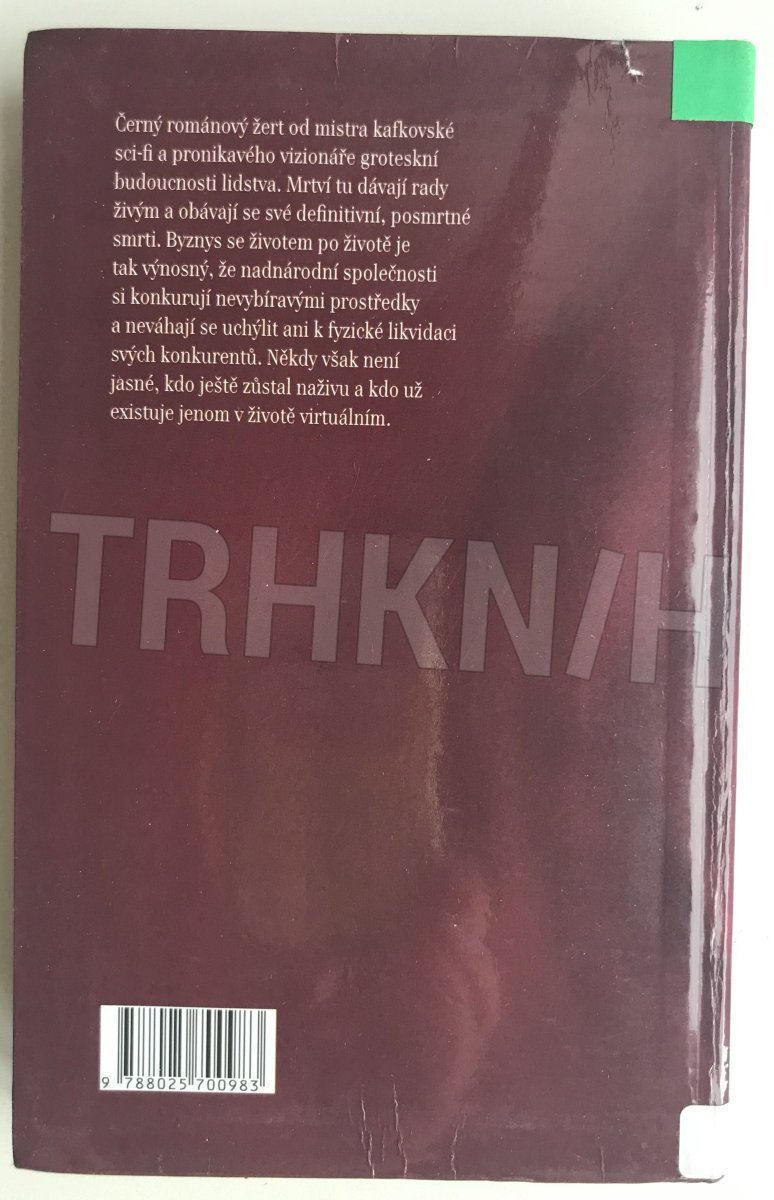 Černý románový žert od mistra kafkovské
sci-fi a pronikavého vizionáře groteskní
budoucnosti lidstva. Mrtví tu dávají rady
živým a obávají se své definitivní, posmrtné
smrti. Byznys se životem po životě je
tak výnosný, že nadnárodní společnosti
si konkurují nevybíravými prostředky
a neváhají se uchýlit ani k fyzické likvidaci
svých konkurentů. Někdy však není
jasné, kdo ještě zůstal naživu a kdo už
existuje jenom v životě virtuálním.
TRHKN/H
9 788025 700983